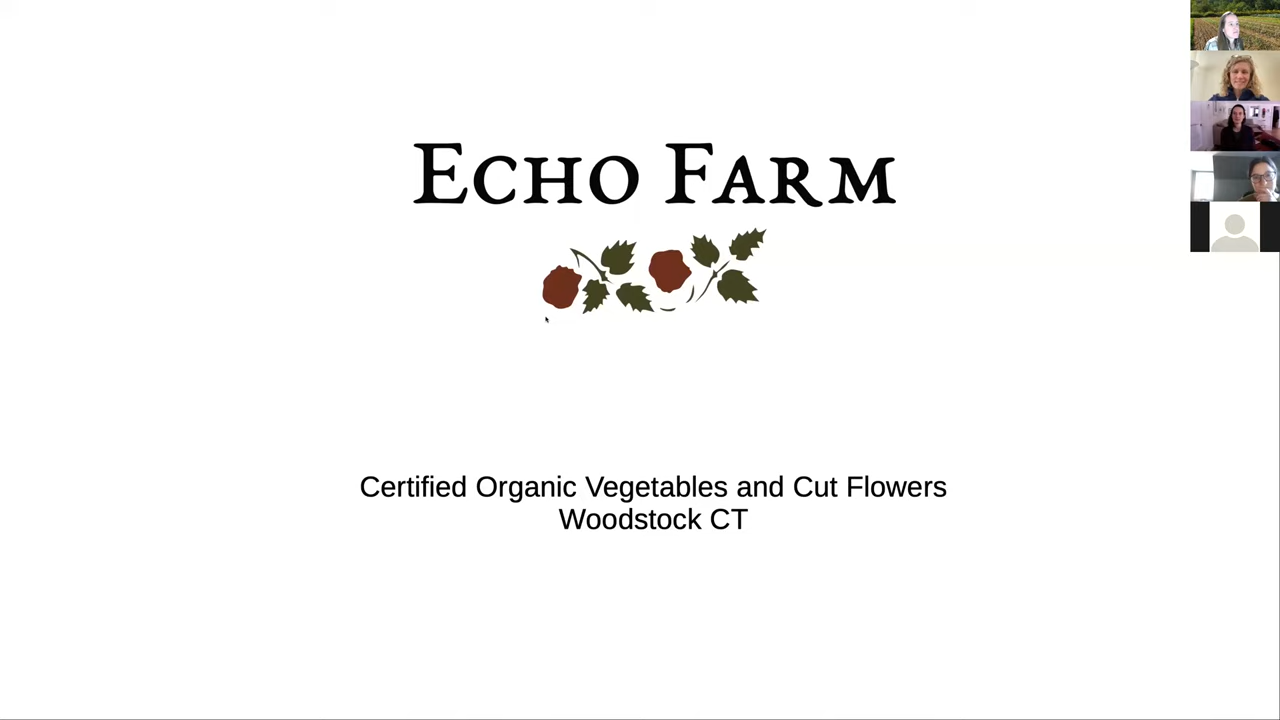 Echo Farm
Certified Organic Vegetables and Cut Flowers
Woodstock CT